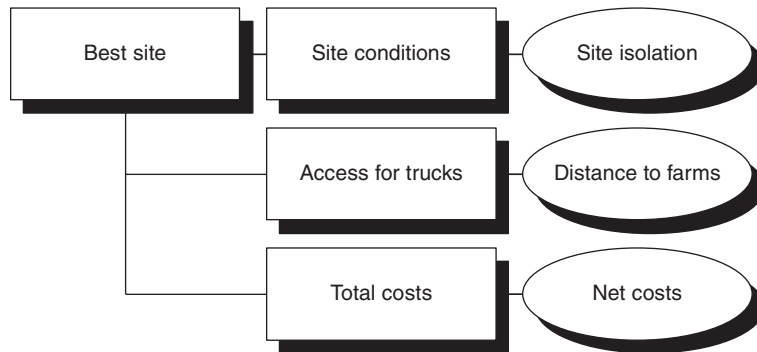 Best site
Site conditions
Site isolation
Access for trucks
Distance to farms
Total costs
Net costs